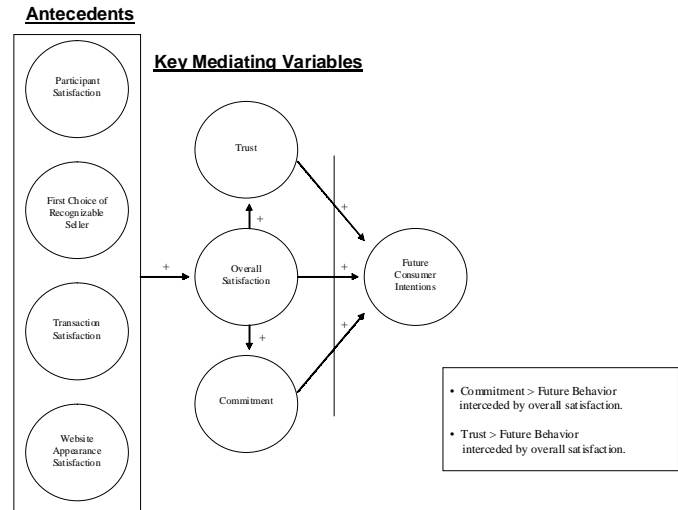 Antecedents
Key Mediating Variables
Participant
Satisfaction
First Choice of
Recognizable
Seller
Transaction
Satisfaction
Website
Appearance
Satisfaction
+
Trust
+
Overall
Satisfaction
+
Commitment
+
+
+
Future
Consumer
Intentions
• Commitment > Future Behavior
interceded by overall satisfaction.
• Trust > Future Behavior
interceded by overall satisfaction.